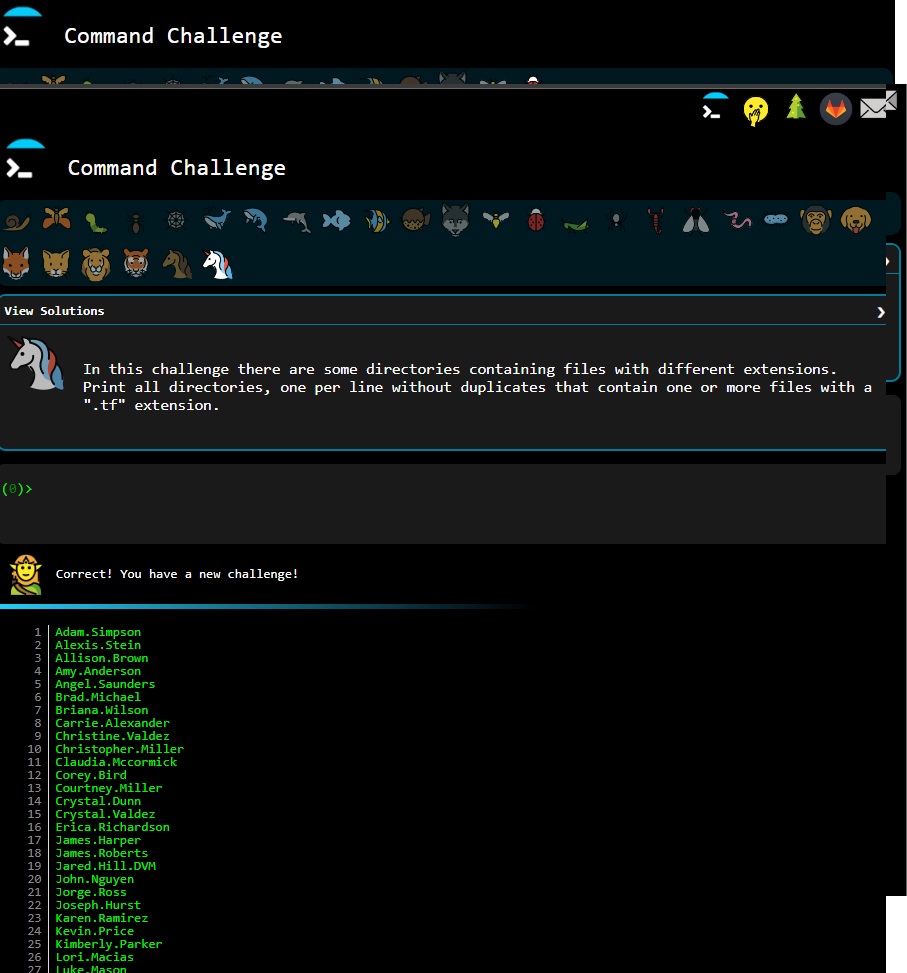 Command Challenge
Command Challenge
View Solutions
In this challenge there are some directories containing files with different extensions.
Print all directories, one per line without duplicates that contain one or more files with a
".tf" extension.
(0)>
Correct! You have a new challenge!
1 Adam.Simpson
2 Alexis.Stein
3 Allison.Brown
4 Amy.Anderson
5 Angel.Saunders
6 Brad.Michael
7 Briana.Wilson
8 Carrie.Alexander
9 Christine.Valdez
10 Christopher.Miller
11 Claudia.Mccormick
12 Corey.Bird
13 Courtney.Miller
14 Crystal.Dunn
15 Crystal.Valdez
16 Erica.Richardson
17 James.Harper
18 James.Roberts
19 Jared.Hill.DVM
20 John.Nguyen
21 Jorge.Ross
22 Joseph.Hurst
23 Karen.Ramirez
24 Kevin.Price
25 Kimberly.Parker
26 Lori.Macias
27 Luke.Mason